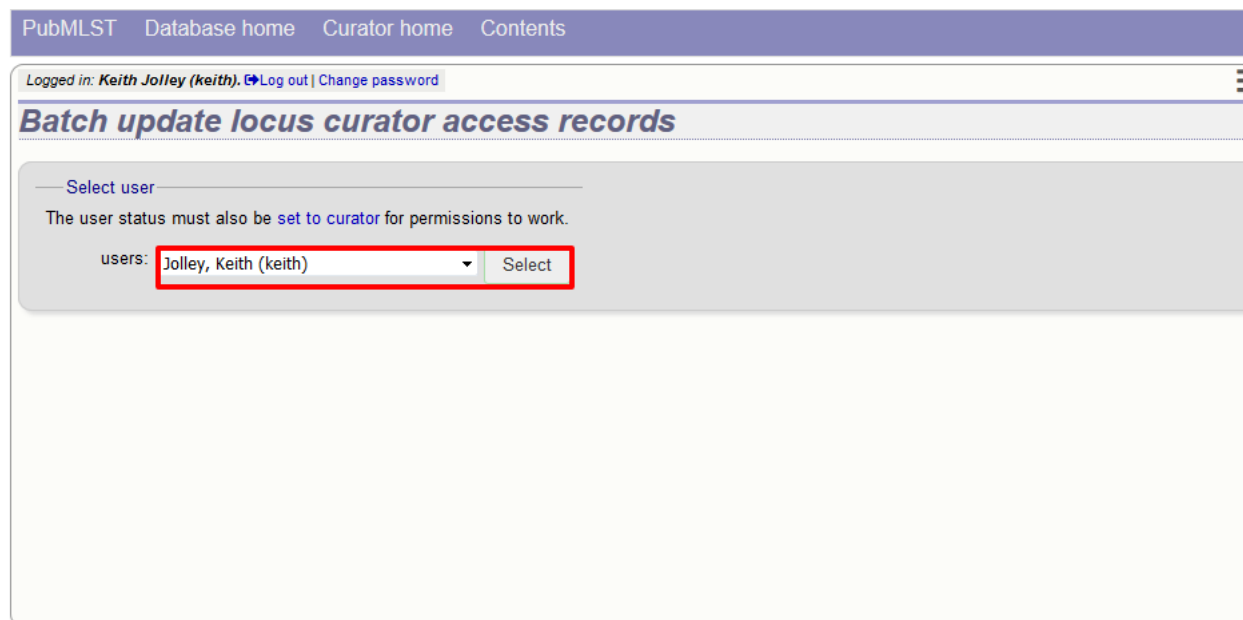 PubMLST Database home Curator home Contents
Logged in: Keith Jolley (keith). Log out | Change password
Batch update locus curator access records
Select user
The user status must also be set to curator for permissions to work.
users: Jolley, Keith (keith) Select